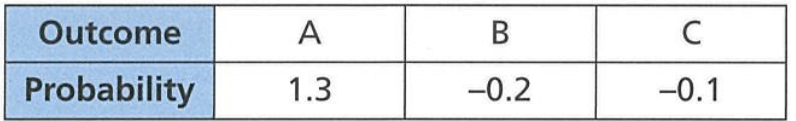 Outcome A B C
Probability 1.3 –0.2 –0.1